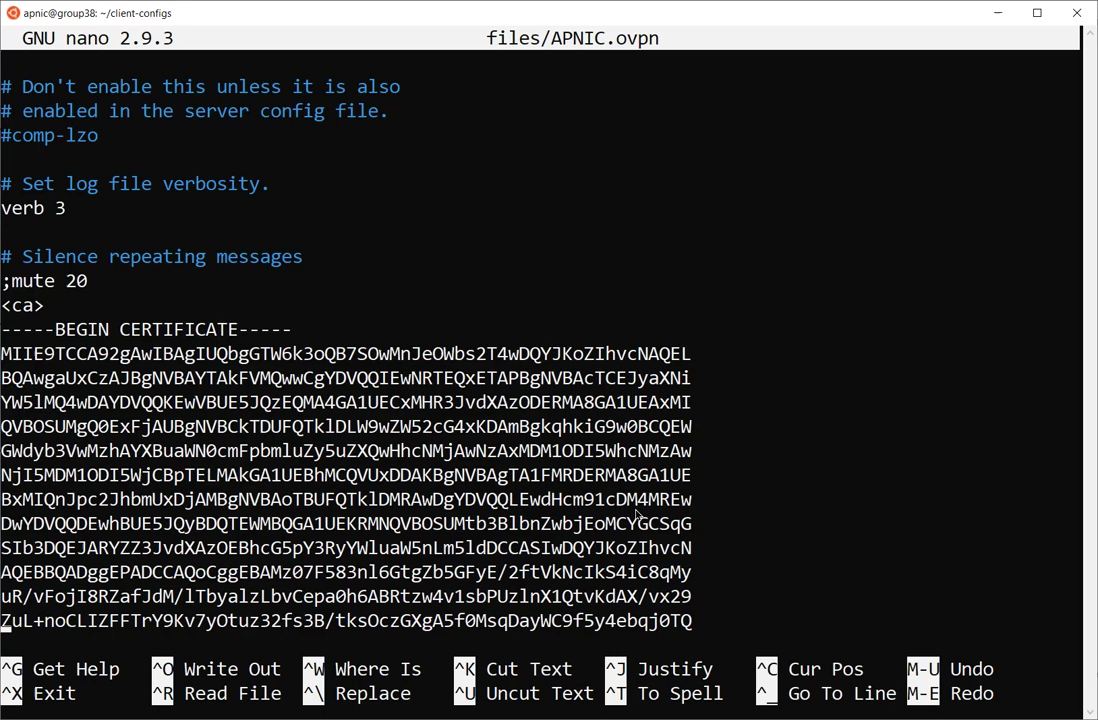 apnic@group38: ~/client-configs
GNU nano 2.9.3 files/APNIC.ovpn
# Don't enable this unless it is also
# enabled in the server config file.
#comp-lzo
# Set log file verbosity.
verb 3
# Silence repeating messages
;mute 20
<ca>
-----BEGIN CERTIFICATE-----
MIIE9TCCA92gAwIBAgIUQbgGTW6k3oQB7SOwMnJeOWbs2T4wDQYJKoZIhvcNAQEL
BQAwgaUxCzAJBgNVBAYTAkFVMQwwCgYDVQQIEwNRTEQxETAPBgNVBAcTCEJyaXNi
YW5lMQ4wDAYDVQQKEwVBUE5JQzEQMA4GA1UECxMHR3JvdXAzODERMA8GA1UEAxMI
QVBOSUMgQ0ExFjAUBgNVBCkTDUFQTklDLW9wZW52cG4xKDAmBgkqhkiG9w0BCQEW
GWdyb3VwMzhAYXBuaWN0cmFpbmluZy5uZXQwHhcNMjAwNzAxMDM1ODI5WhcNMzAw
NjI5MDM1ODI5WjCBpTELMAkGA1UEBhMCQVUxDDAKBgNVBAgTA1FMRDERMA8GA1UE
BxMIQnJpc2JhbmUxDjAMBgNVBAoTBUFQTklDMRAwDgYDVQQLEwdHcm91cDM4MREw
DwYDVQQDEwhBUE5JQyBDQTEWMBQGA1UEKRMNQVBOSUMtb3BlbnZwbjEoMCYGCSqG
SIb3DQEJARYZZ3JvdXAzOEBhcG5pY3RyYWluaW5nLm5ldDCCASIwDQYJKoZIhvcN
AQEBBQADggEPADCCAQoCggEBAMz07F583nl6GtgZb5GFyE/2ftVkNcIkS4iC8qMy
uR/vFojI8RZafJdM/lTbyalzLbvCepa0h6ABRtzw4v1sbPUzlnX1QtvKdAX/vx29
ZuL+noCLIZFFTrY9Kv7yOtuz32fs3B/tksOczGXgA5f0MsqDayWC9f5y4ebqj0TQ
^G Get Help ^O Write Out ^W Where Is ^K Cut Text ^J Justify ^C Cur Pos M-U Undo
^X Exit ^R Read File ^\ Replace ^U Uncut Text ^T To Spell ^_ Go To Line M-E Redo